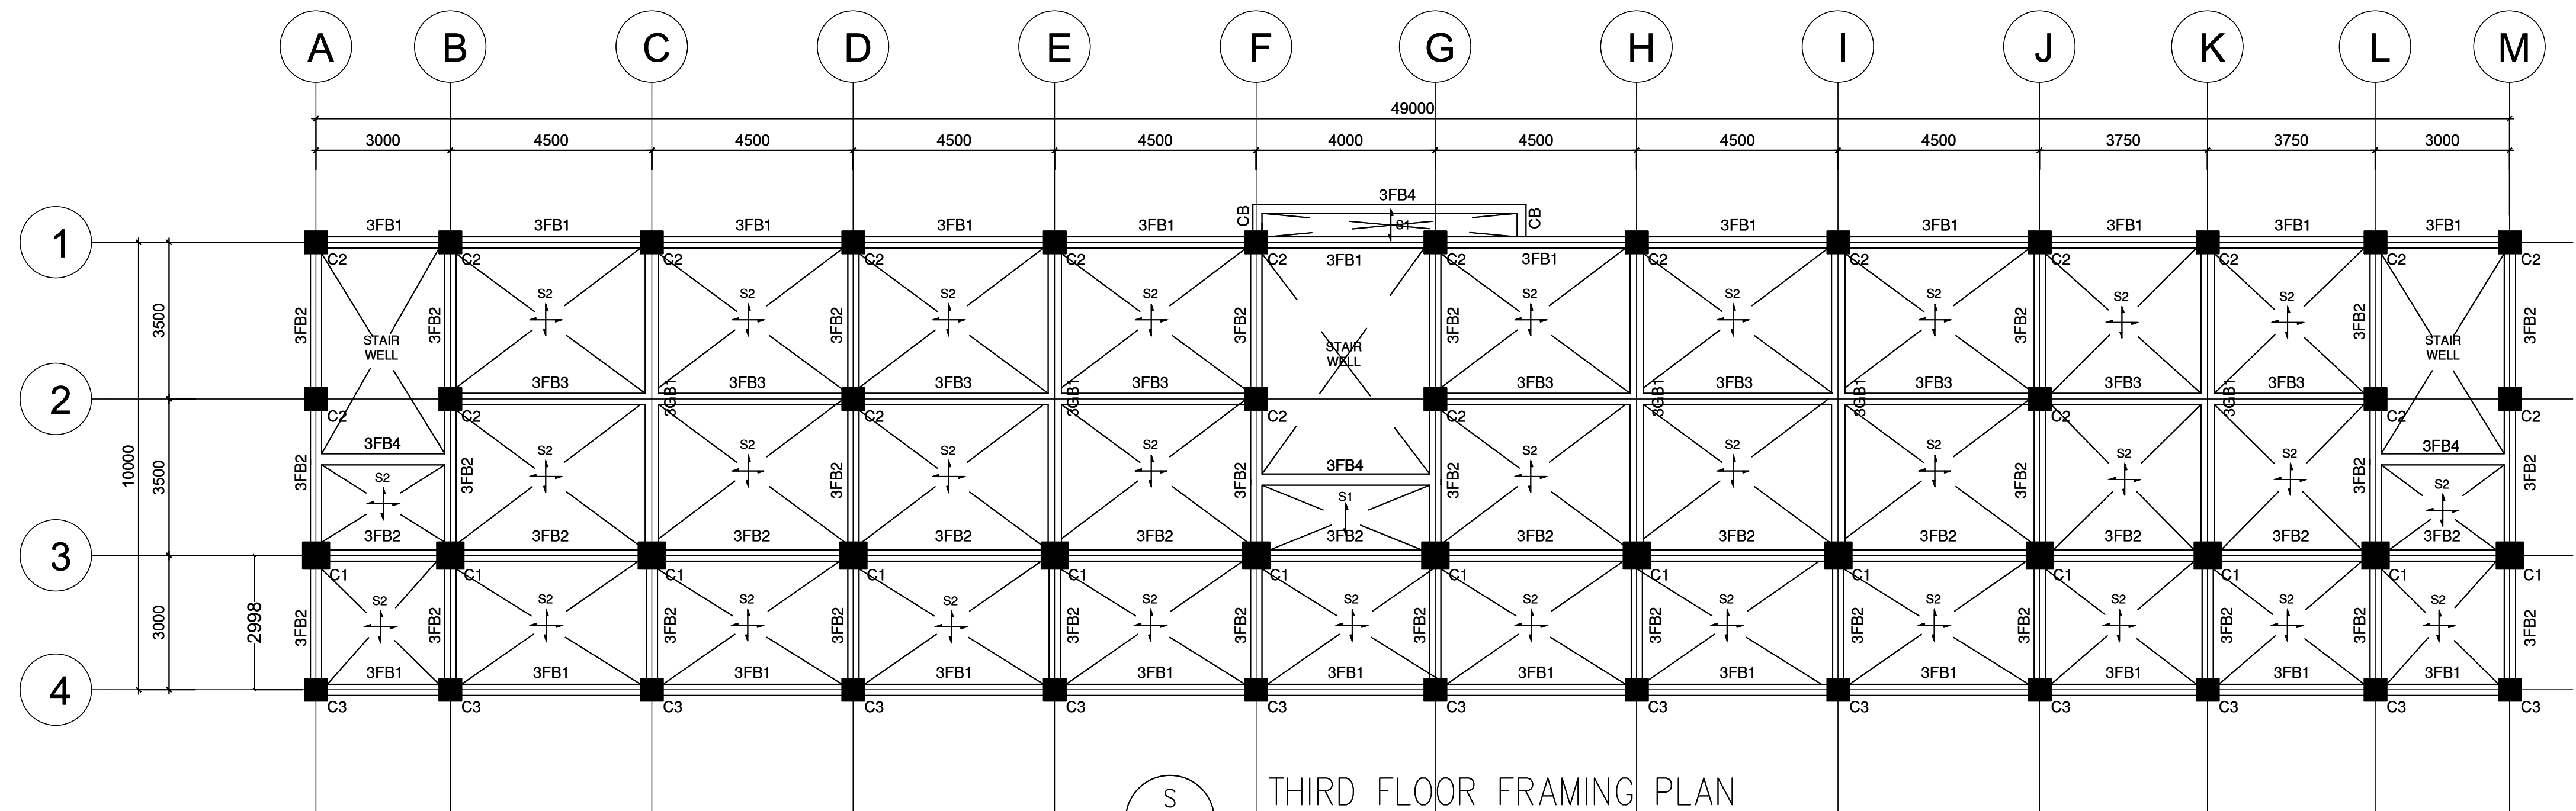 A B C D E F G H I J K L M
49000
3000 4500 4500 4500 4500 4000 4500 4500 4500 3750 3750 3000
3FB4
CB S1 CB
3FB1 3FB1 3FB1 3FB1 3FB1 3FB1 3FB1 3FB1 3FB1 3FB1
1
C2 C2 C2 C2 C2 C2 3FB1 C2 3FB1 C2 C2 C2 C2 C2 C2
S2 S2 S2 S2 S2 S2 S2 S2 S2
3500 3FB2 3FB2 3FB2 3FB2 3FB2 3FB2 3FB2 3FB2
STAIR STAIR STAIR
WELL WELL WELL
3FB3 3FB3 3FB3 3FB3 3FB3 3FB3 3FB3 3FB3 3FB3
2
3GB1 3GB1 3GB1 3GB1 3GB1
C2 C2 C2 C2 C2 C2 C2 C2
3FB4 3FB4 3FB4
10000 3500 3FB2 3FB2 3FB2 3FB2 3FB2 3FB2 3FB2 3FB2
S2 S2 S2 S2 S2 S1 S2 S2 S2 S2 S2 S2
3FB2 3FB2 3FB2 3FB2 3FB2 3FB2 3FB2 3FB2 3FB2 3FB2 3FB2 3FB2
3
C1 C1 C1 C1 C1 C1 C1 C1 C1 C1 C1 C1 C1
S2 S2 S2 S2 S2 S2 S2 S2 S2 S2 S2 S2
3000 2998 3FB2 3FB2 3FB2 3FB2 3FB2 3FB2 3FB2 3FB2 3FB2 3FB2 3FB2 3FB2 3FB2
3FB1 3FB1 3FB1 3FB1 3FB1 3FB1 3FB1 3FB1 3FB1 3FB1 3FB1 3FB1
4
C3 C3 C3 C3 C3 C3 C3 C3 C3 C3 C3 C3 C3
S THIRD FLOOR FRAMING PLAN